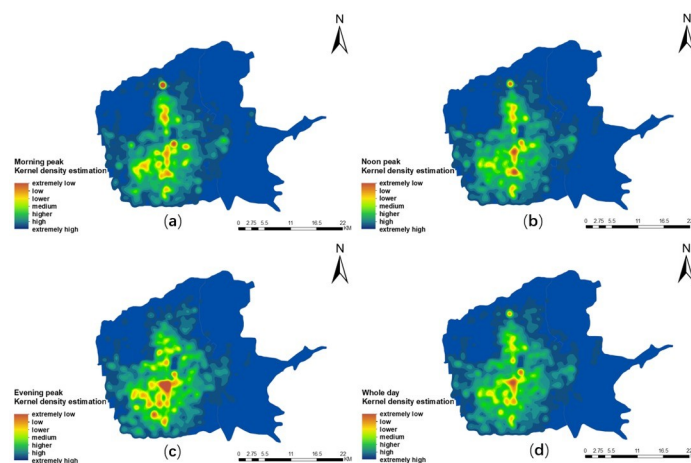 N
Morning peak
Kernel density estimation
extremely low
low
lower
medium
higher
high
extremely high
(a)
0 2.75 5.5 11 16.5 22
KM
N
Noon peak
Kernel density estimation
extremely low
low
lower
medium
higher
high
extremely high
(b)
0 2.75 5.5 11 16.5 22
N
Evening peak
Kernel density estimation
extremely low
low
lower
medium
higher
high
extremely high
(c)
0 2.75 5.5 11 16.5 22
KM
N
Whole day
Kernel density estimation
extremely low
low
lower
medium
higher
high
extremely high
(d)
0 2.75 5.5 11 16.5 22